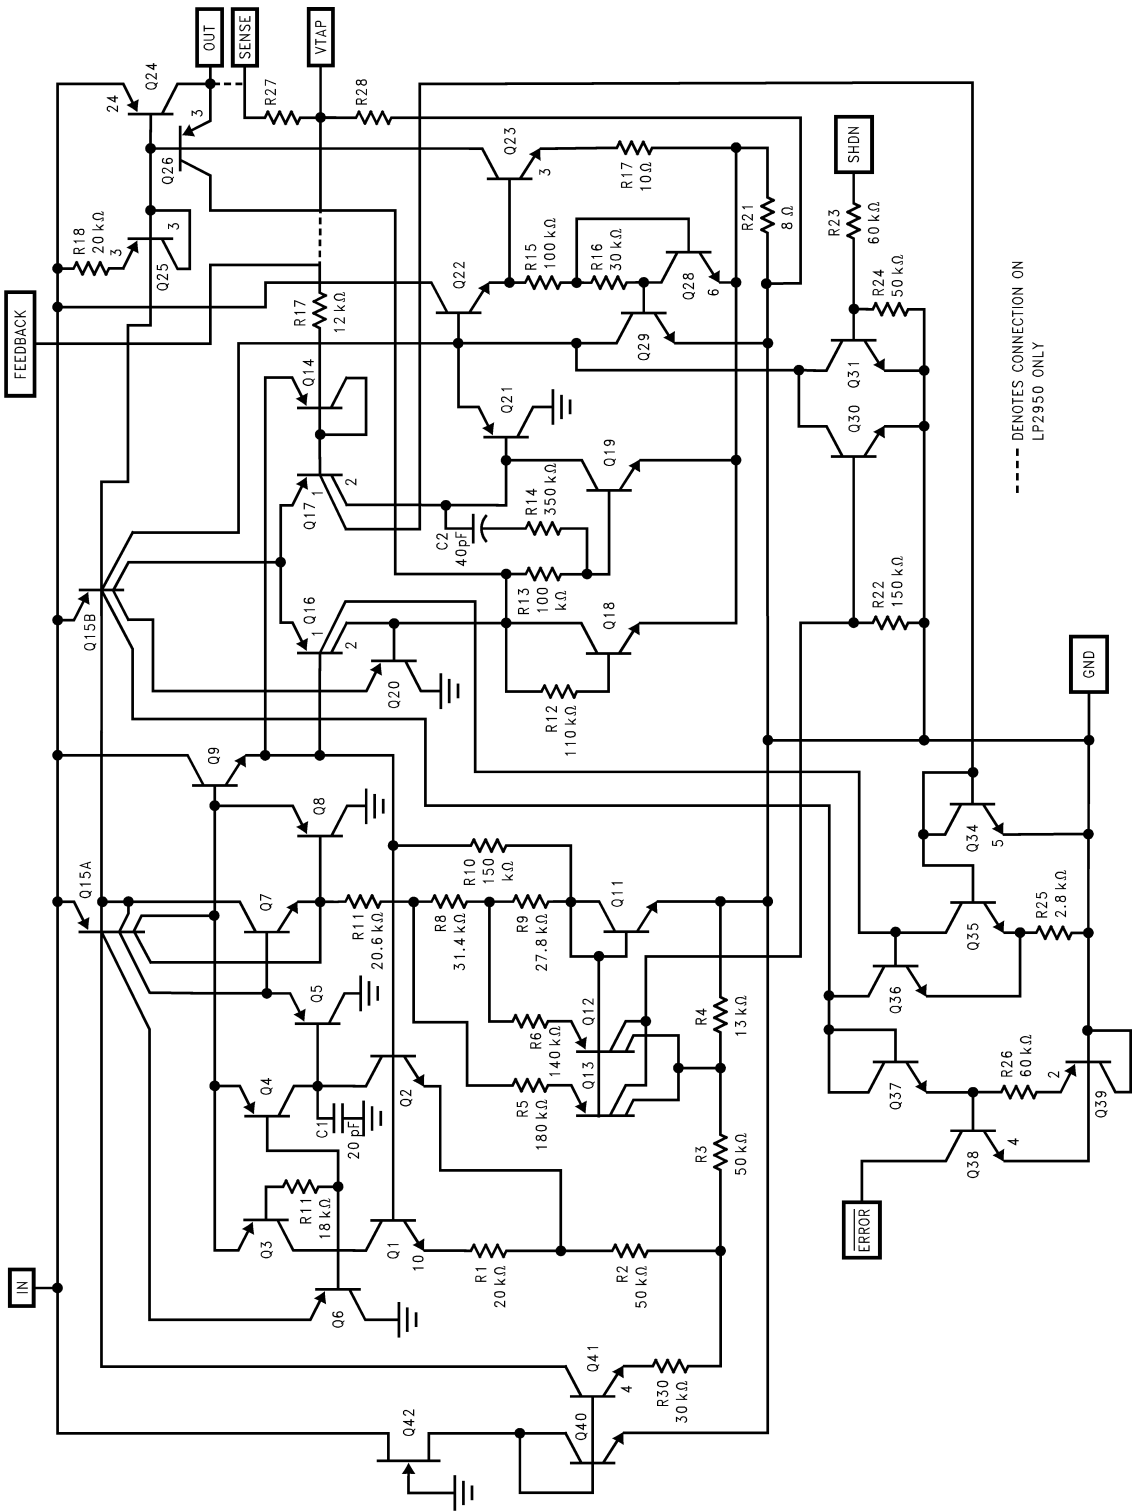 IN
FEEDBACK
OUT
SENSE
VTAP
SHDN
GND
ERROR
Q42
Q40
Q41
4
R30
30 kΩ
Q6
Q3
R11
18 kΩ
Q1
10
R1
20 kΩ
R2
50 kΩ
Q4
C1
20 pF
Q2
Q5
R3
50 kΩ
R4
13 kΩ
R5
180 kΩ
R6
140 kΩ
Q13
Q12
Q15A
Q7
Q8
Q9
R11
20.6 kΩ
R8
31.4 kΩ
R9
27.8 kΩ
R10
150
kΩ
Q11
Q15B
Q16
1
2
Q20
R12
110 kΩ
R13
100
kΩ
Q18
Q17
1
2
C2
40pF
R14
350 kΩ
Q19
Q14
R17
12 kΩ
Q21
Q22
R15
100 kΩ
R16
30 kΩ
Q28
6
Q29
R18
20 kΩ
3
Q25
3
Q26
3
24
Q24
R27
R28
Q23
3
R17
10Ω
R21
8 Ω
R23
60 kΩ
R24
50 kΩ
Q31
Q30
R22
150 kΩ
Q34
5
Q35
R25
2.8 kΩ
Q36
Q37
R26
60 kΩ
2
Q39
Q38
4
DENOTES CONNECTION ON
LP2950 ONLY